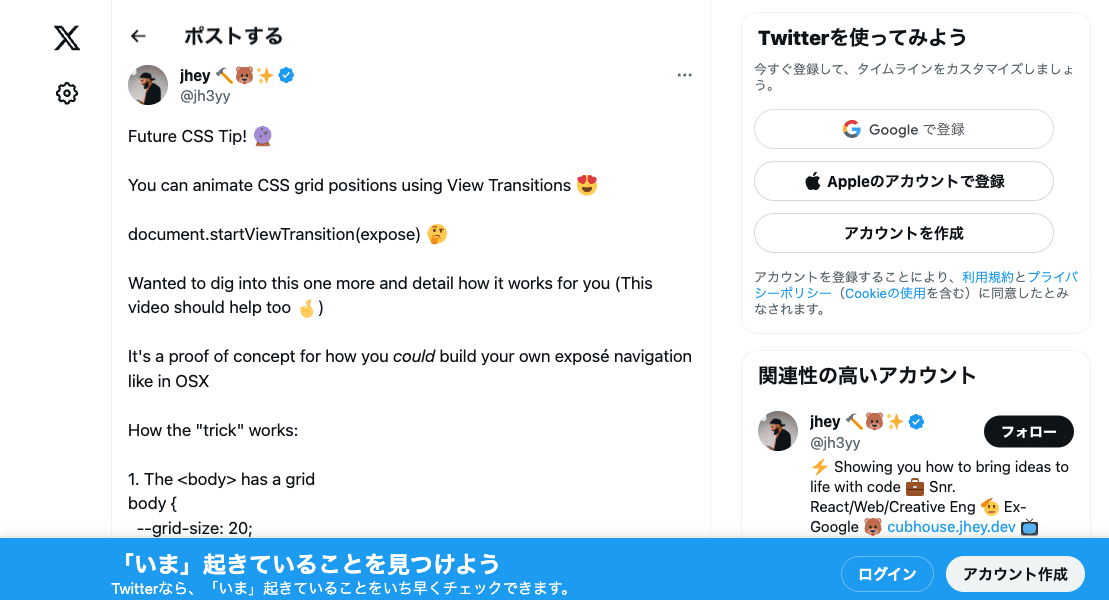 ポストする
jhey 🔨🐻✨
@jh3yy
Future CSS Tip! 🔮
You can animate CSS grid positions using View Transitions 😍
document.startViewTransition(expose) 🤔
Wanted to dig into this one more and detail how it works for you (This
video should help too 🤞)
It's a proof of concept for how you could build your own exposé navigation
like in OSX
How the "trick" works:
1. The <body> has a grid
body {
--grid-size: 20;
Twitterを使ってみよう
今すぐ登録して、タイムラインをカスタマイズしましょ
う。
Google で登録
Appleのアカウントで登録
アカウントを作成
アカウントを登録することにより、利用規約とプライバ
シーポリシー（Cookieの使用を含む）に同意したとみ
なされます。
関連性の高いアカウント
jhey 🔨🐻✨
@jh3yy
フォロー
⚡ Showing you how to bring ideas to
life with code 💼 Snr.
React/Web/Creative Eng 🫡 Ex-
Google 🐻 cubhouse.jhey.dev 📺
「いま」起きていることを見つけよう
Twitterなら、「いま」起きていることをいち早くチェックできます。
ログイン
アカウント作成